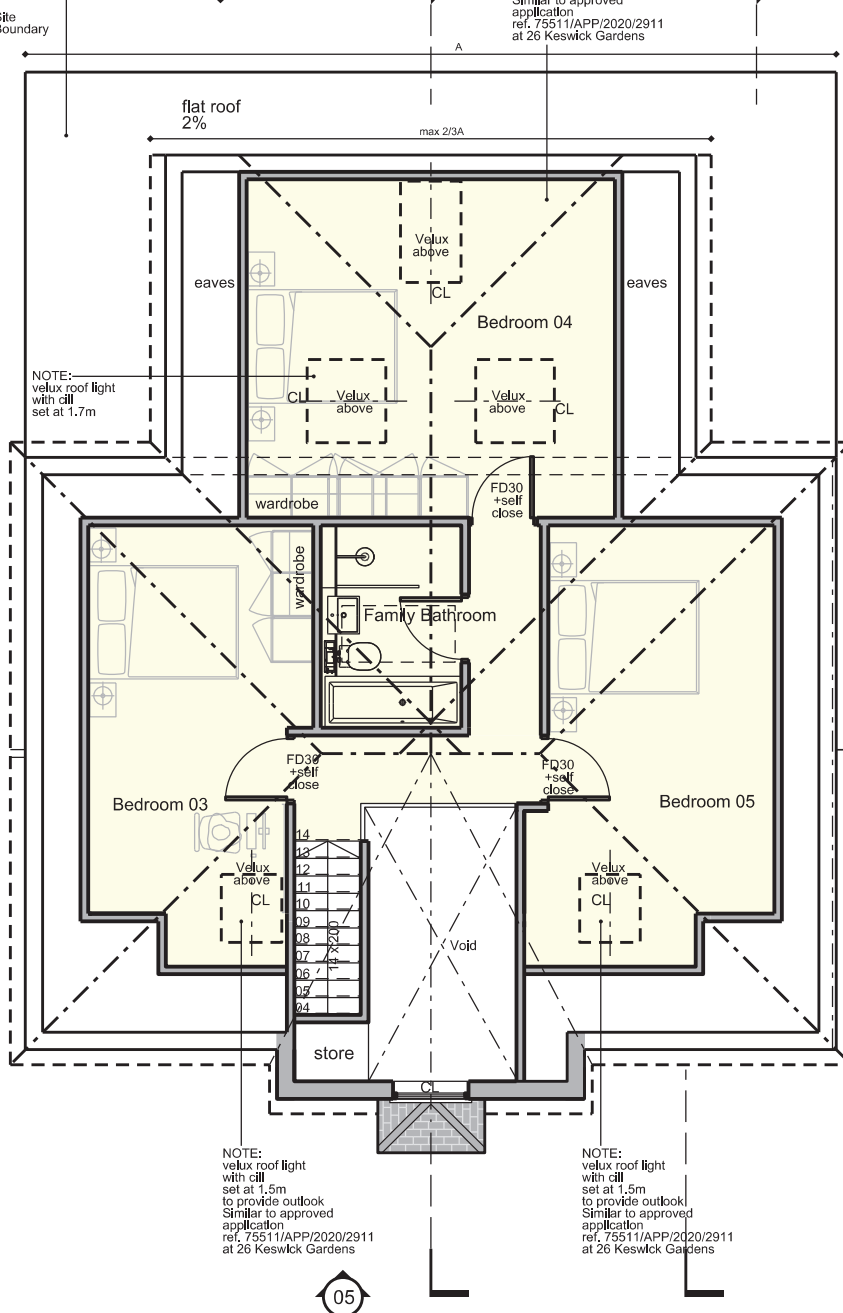 Site
Boundary
Similar to approved
application
ref. 75511/APP/2020/2911
at 26 Keswick Gardens
A
flat roof
2%
max 2/3A
Velux
above
CL
eaves
eaves
Bedroom 04
NOTE:
velux roof light
with cill
set at 1.7m
CL
Velux
above
Velux
above
CL
wardrobe
FD30
+self
close
wardrobe
Family Bathroom
FD30
+self
close
FD30
+self
close
Bedroom 03
Bedroom 05
Velux
above
CL
Velux
above
CL
14
13
12
11
10
09
08
07
06
05
04
14 x 200
Void
store
CL
NOTE:
velux roof light
with cill
set at 1.5m
to provide outlook
Similar to approved
application
ref. 75511/APP/2020/2911
at 26 Keswick Gardens
NOTE:
velux roof light
with cill
set at 1.5m
to provide outlook
Similar to approved
application
ref. 75511/APP/2020/2911
at 26 Keswick Gardens
05